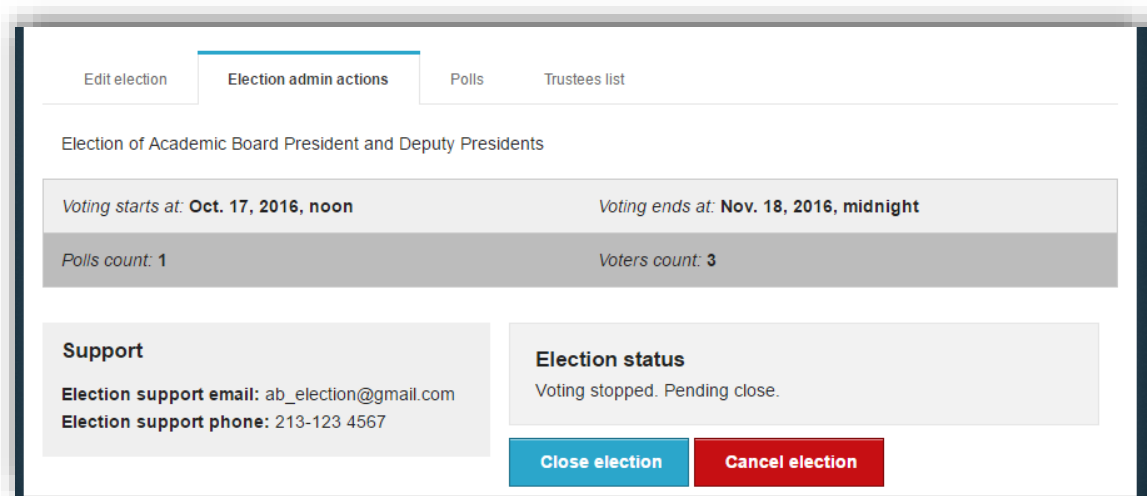 Edit election Election admin actions Polls Trustees list
Election of Academic Board President and Deputy Presidents
Voting starts at: Oct. 17, 2016, noon Voting ends at: Nov. 18, 2016, midnight
Polls count: 1 Voters count: 3
Support
Election support email: ab_election@gmail.com
Election support phone: 213-123 4567
Election status
Voting stopped. Pending close.
Close election Cancel election